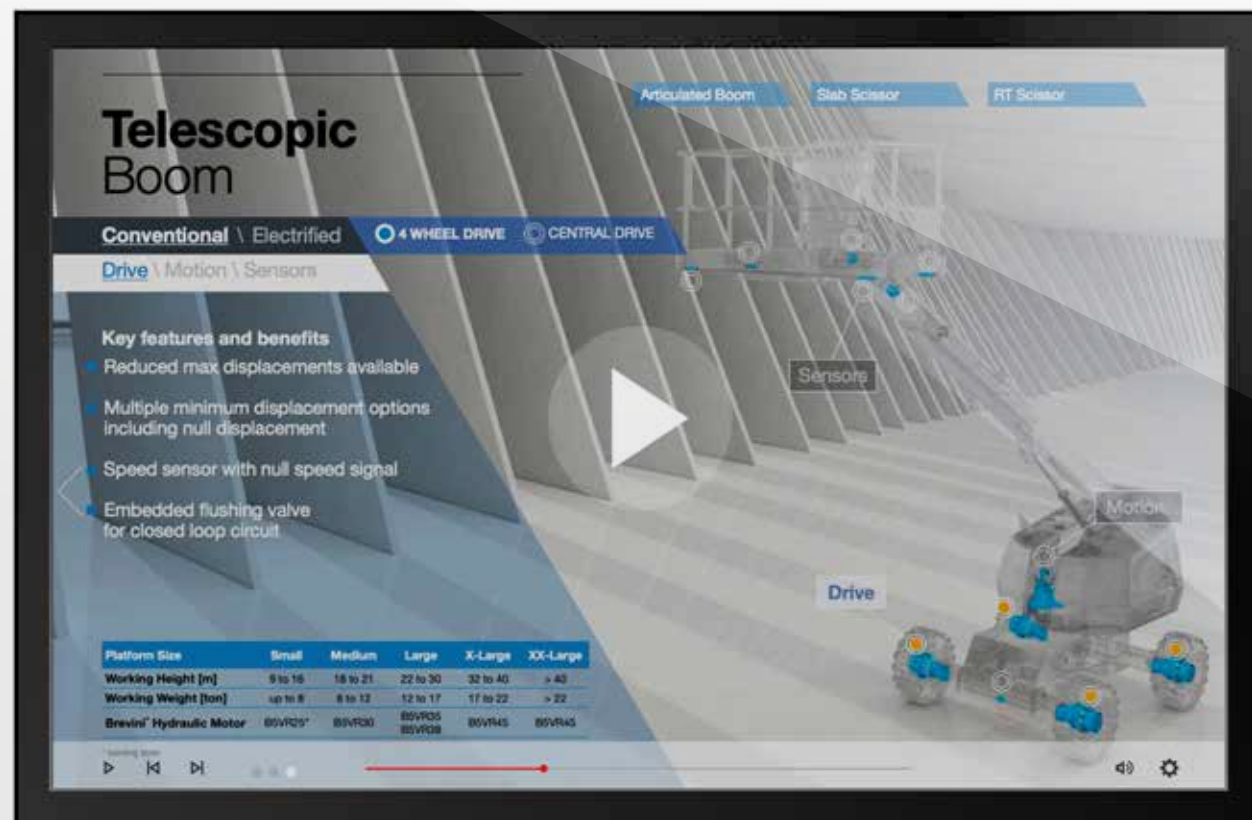 Telescopic
Boom
Articulated Boom
Slab Scissor
RT Scissor
Conventional \ Electrified
4 WHEEL DRIVE
CENTRAL DRIVE
Drive \ Motion \ Sensors
Key features and benefits
Reduced max displacements available
Multiple minimum displacement options
including null displacement
Speed sensor with null speed signal
Embedded flushing valve
for closed loop circuit
Sensors
Motion
Drive
Platform Size Small Medium Large X-Large XX-Large
Working Height [m] 9 to 16 18 to 21 22 to 30 32 to 40 > 40
Working Weight [ton] up to 8 8 to 12 12 to 17 17 to 22 > 22
Brevini® Hydraulic Motor